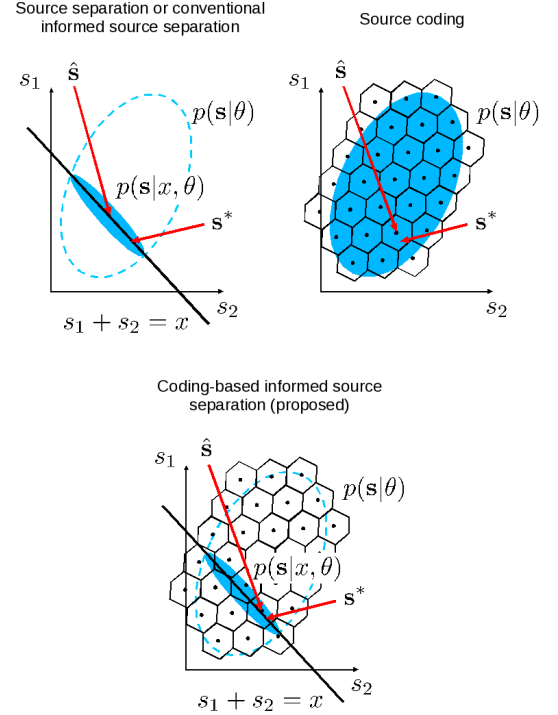 Source separation or conventional
informed source separation
s₁
ŝ
p(s|θ)
p(s|x, θ)
s*
s₂
s₁ + s₂ = x
Source coding
s₁
ŝ
p(s|θ)
s*
s₂
Coding-based informed source
separation (proposed)
s₁
ŝ
p(s|θ)
p(s|x, θ)
s*
s₂
s₁ + s₂ = x